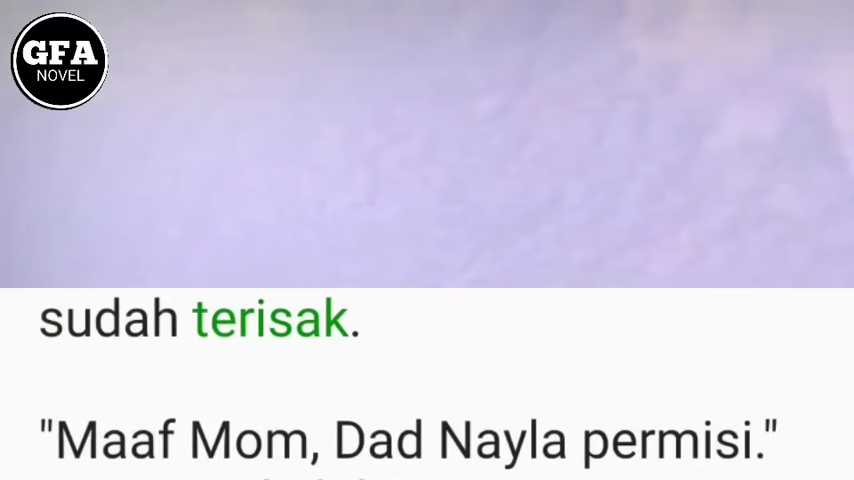 GFA
NOVEL
sudah terisak.
"Maaf Mom, Dad Nayla permisi."